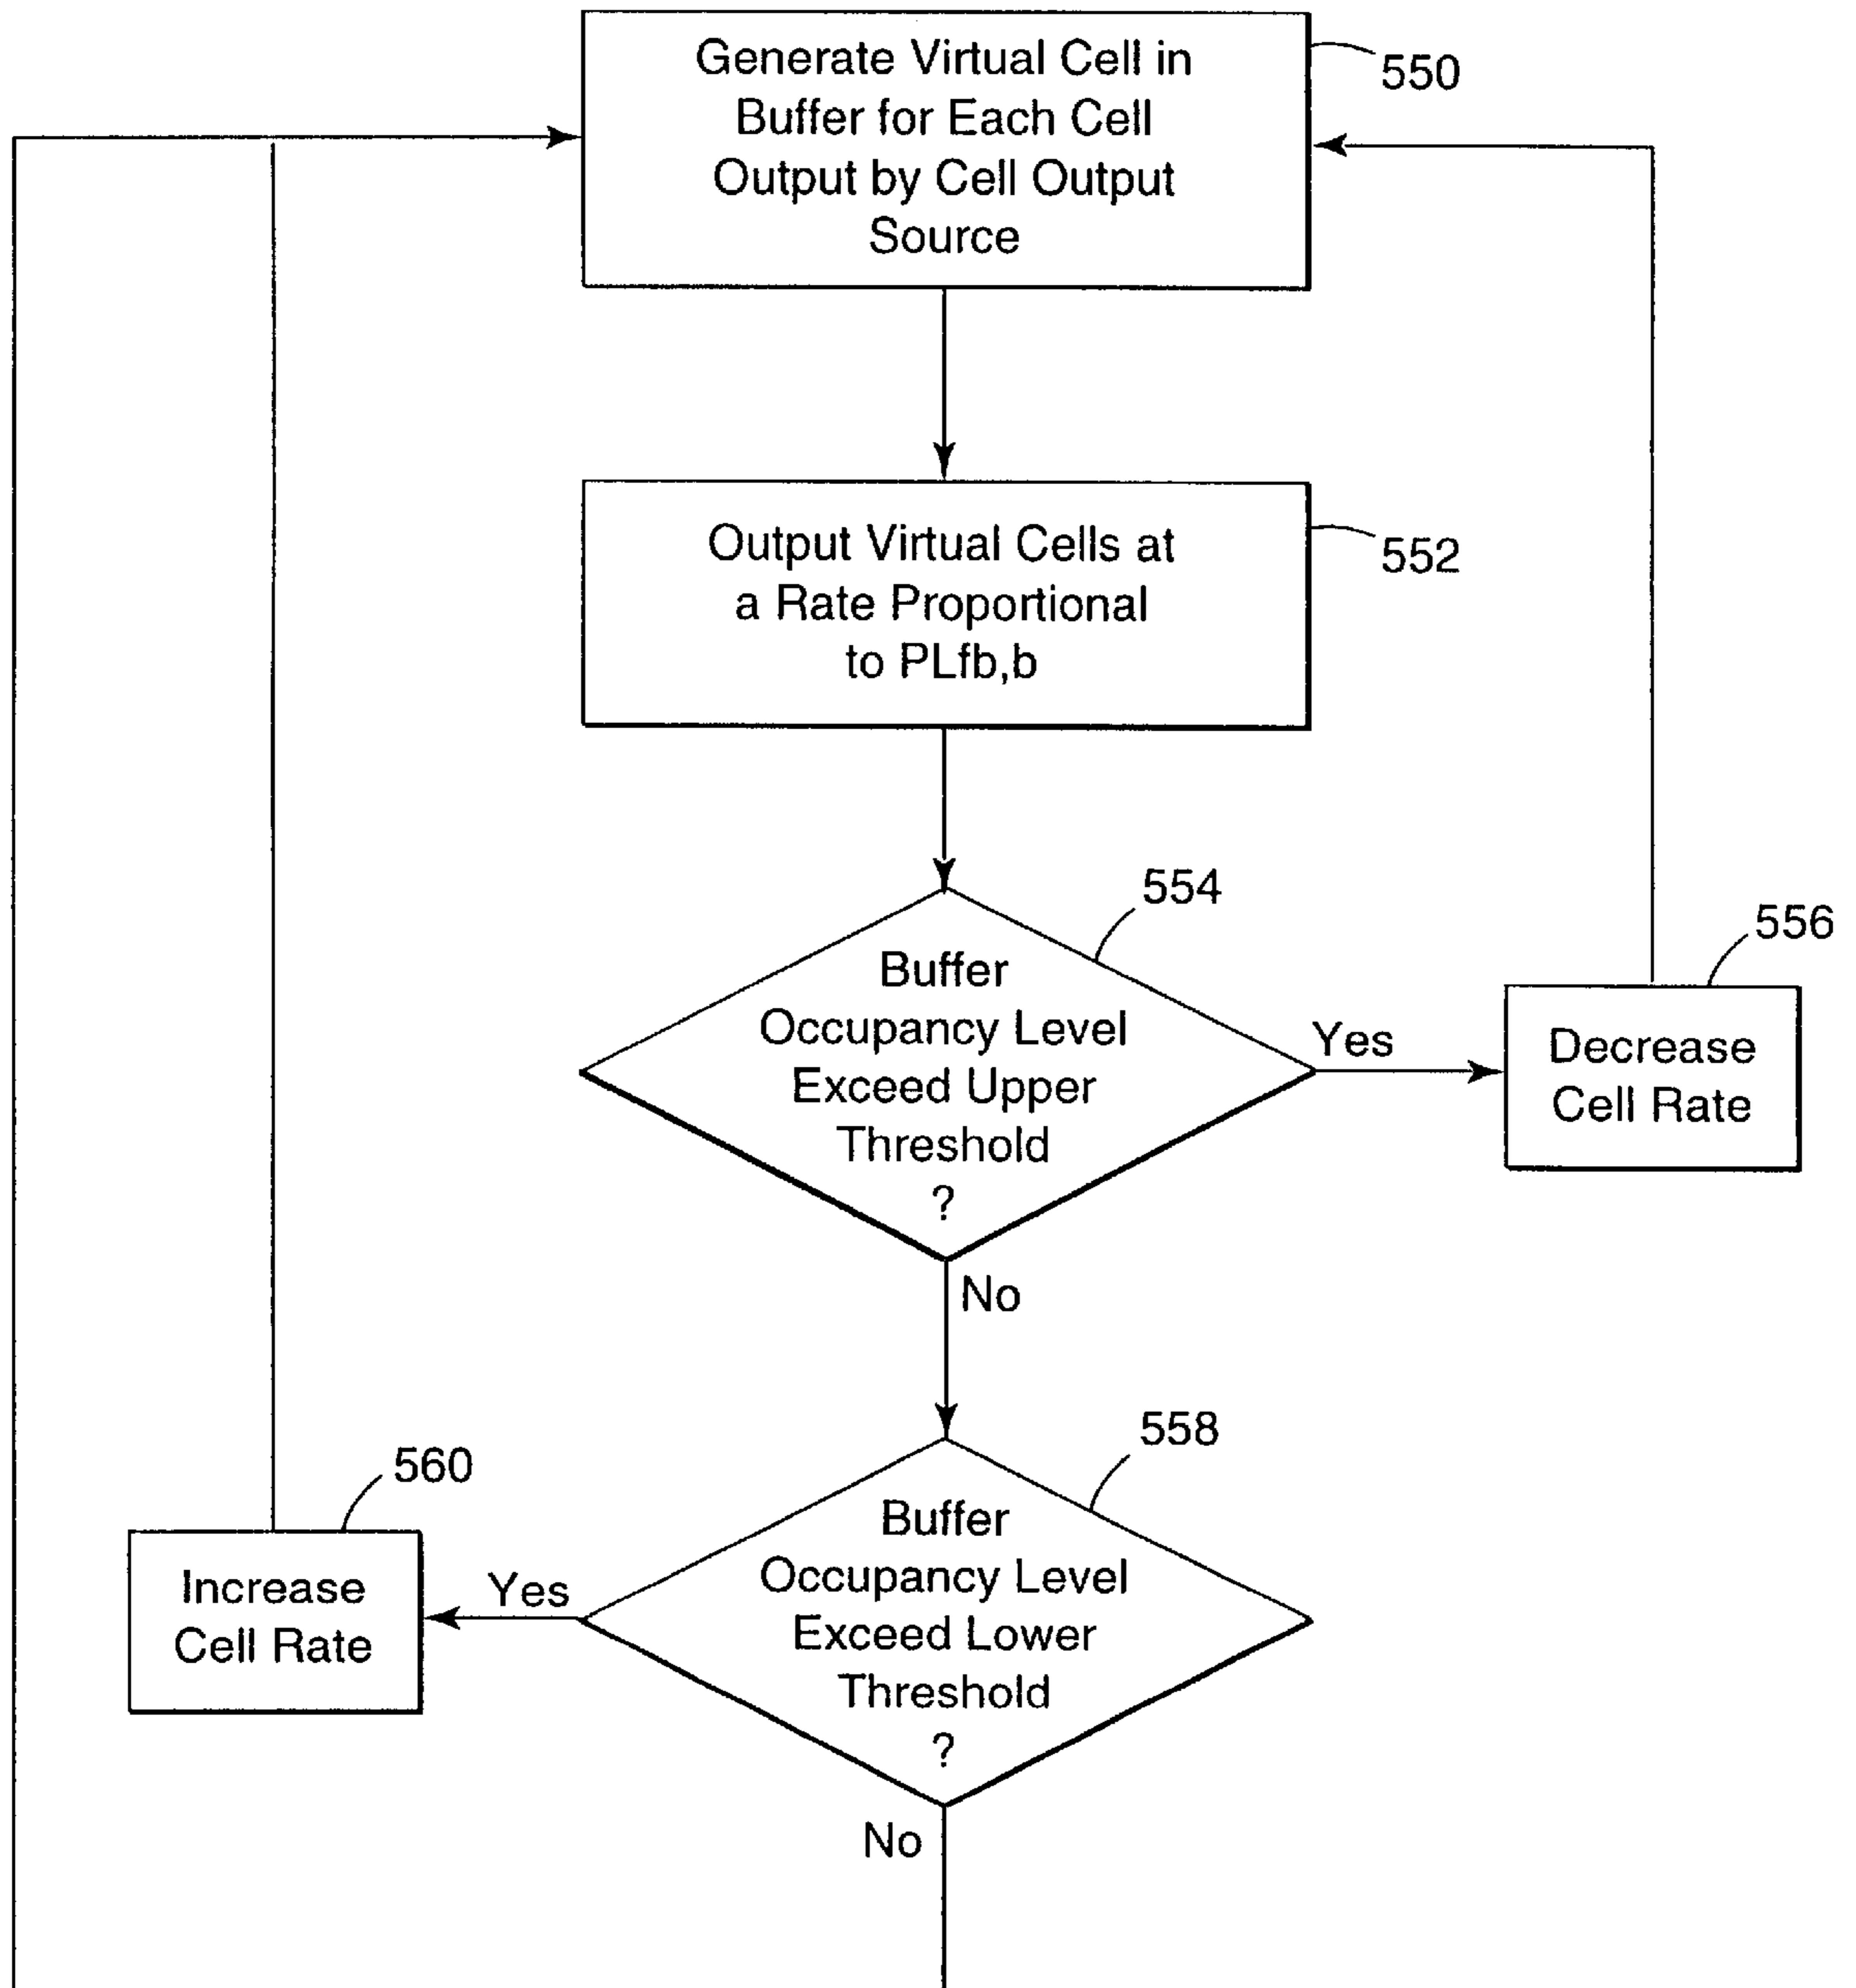 Generate Virtual Cell in
Buffer for Each Cell
Output by Cell Output
Source
550
Output Virtual Cells at
a Rate Proportional
to PLfb,b
552
554
Buffer
Occupancy Level
Exceed Upper
Threshold
?
Yes
556
Decrease
Cell Rate
No
558
Buffer
Occupancy Level
Exceed Lower
Threshold
?
Yes
560
Increase
Cell Rate
No